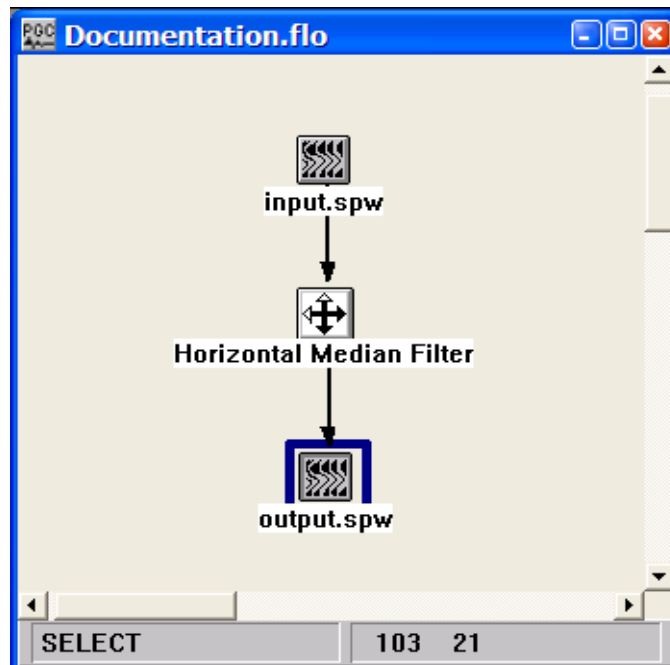 PGC Documentation.flo
input.spw
Horizontal Median Filter
output.spw
SELECT 103 21